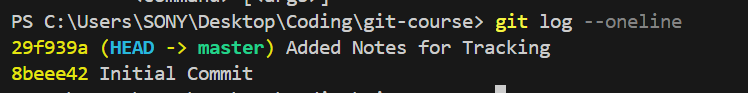 PS C:\Users\SONY\Desktop\Coding\git-course> git log --oneline
29f939a (HEAD -> master) Added Notes for Tracking
8beee42 Initial Commit